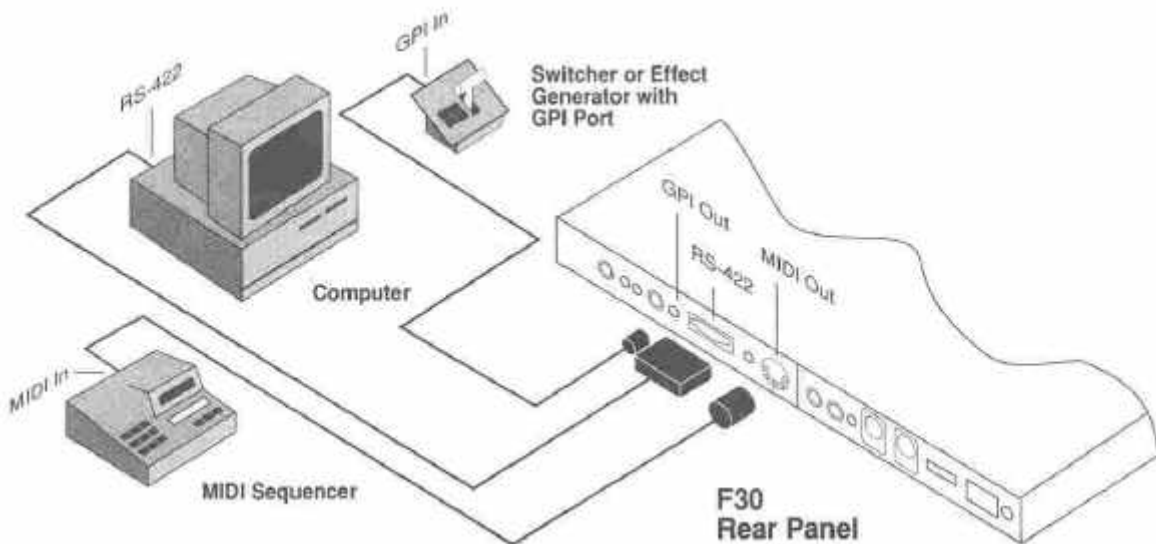 GPI In
RS-422
Switcher or Effect
Generator with
GPI Port
GPI Out
RS-422
MIDI Out
Computer
MIDI In
MIDI Sequencer
F30
Rear Panel